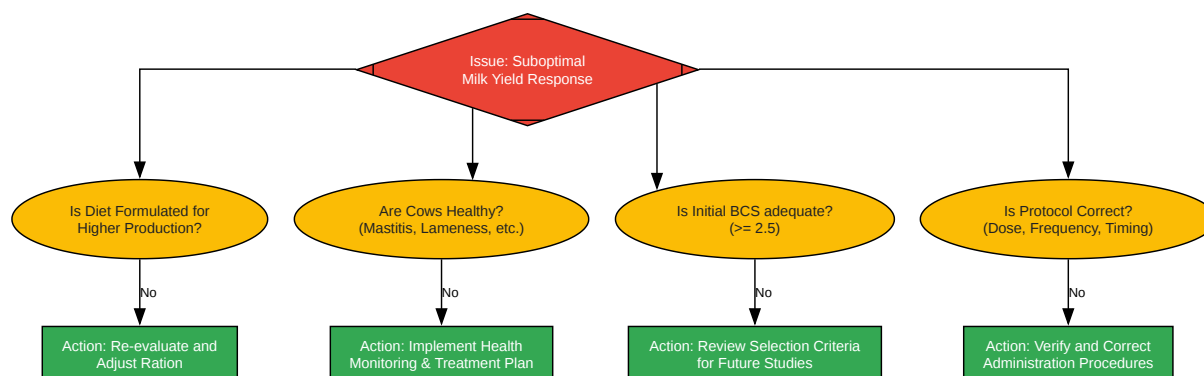 Issue: Suboptimal
Milk Yield Response
Is Diet Formulated for
Higher Production?
Are Cows Healthy?
(Mastitis, Lameness, etc.)
Is Initial BCS adequate?
(>= 2.5)
Is Protocol Correct?
(Dose, Frequency, Timing)
No
No
No
No
Action: Re-evaluate and
Adjust Ration
Action: Implement Health
Monitoring & Treatment Plan
Action: Review Selection Criteria
for Future Studies
Action: Verify and Correct
Administration Procedures